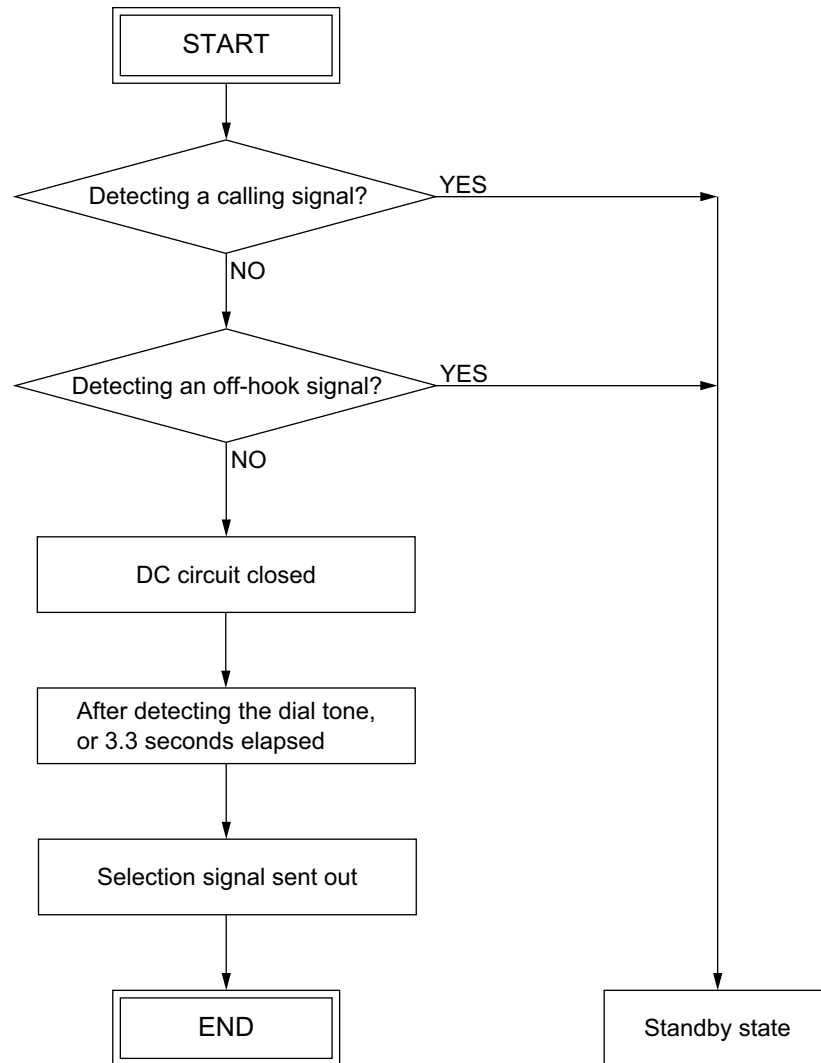 START
Detecting a calling signal?
YES
NO
Detecting an off-hook signal?
YES
NO
DC circuit closed
After detecting the dial tone,
or 3.3 seconds elapsed
Selection signal sent out
END
Standby state